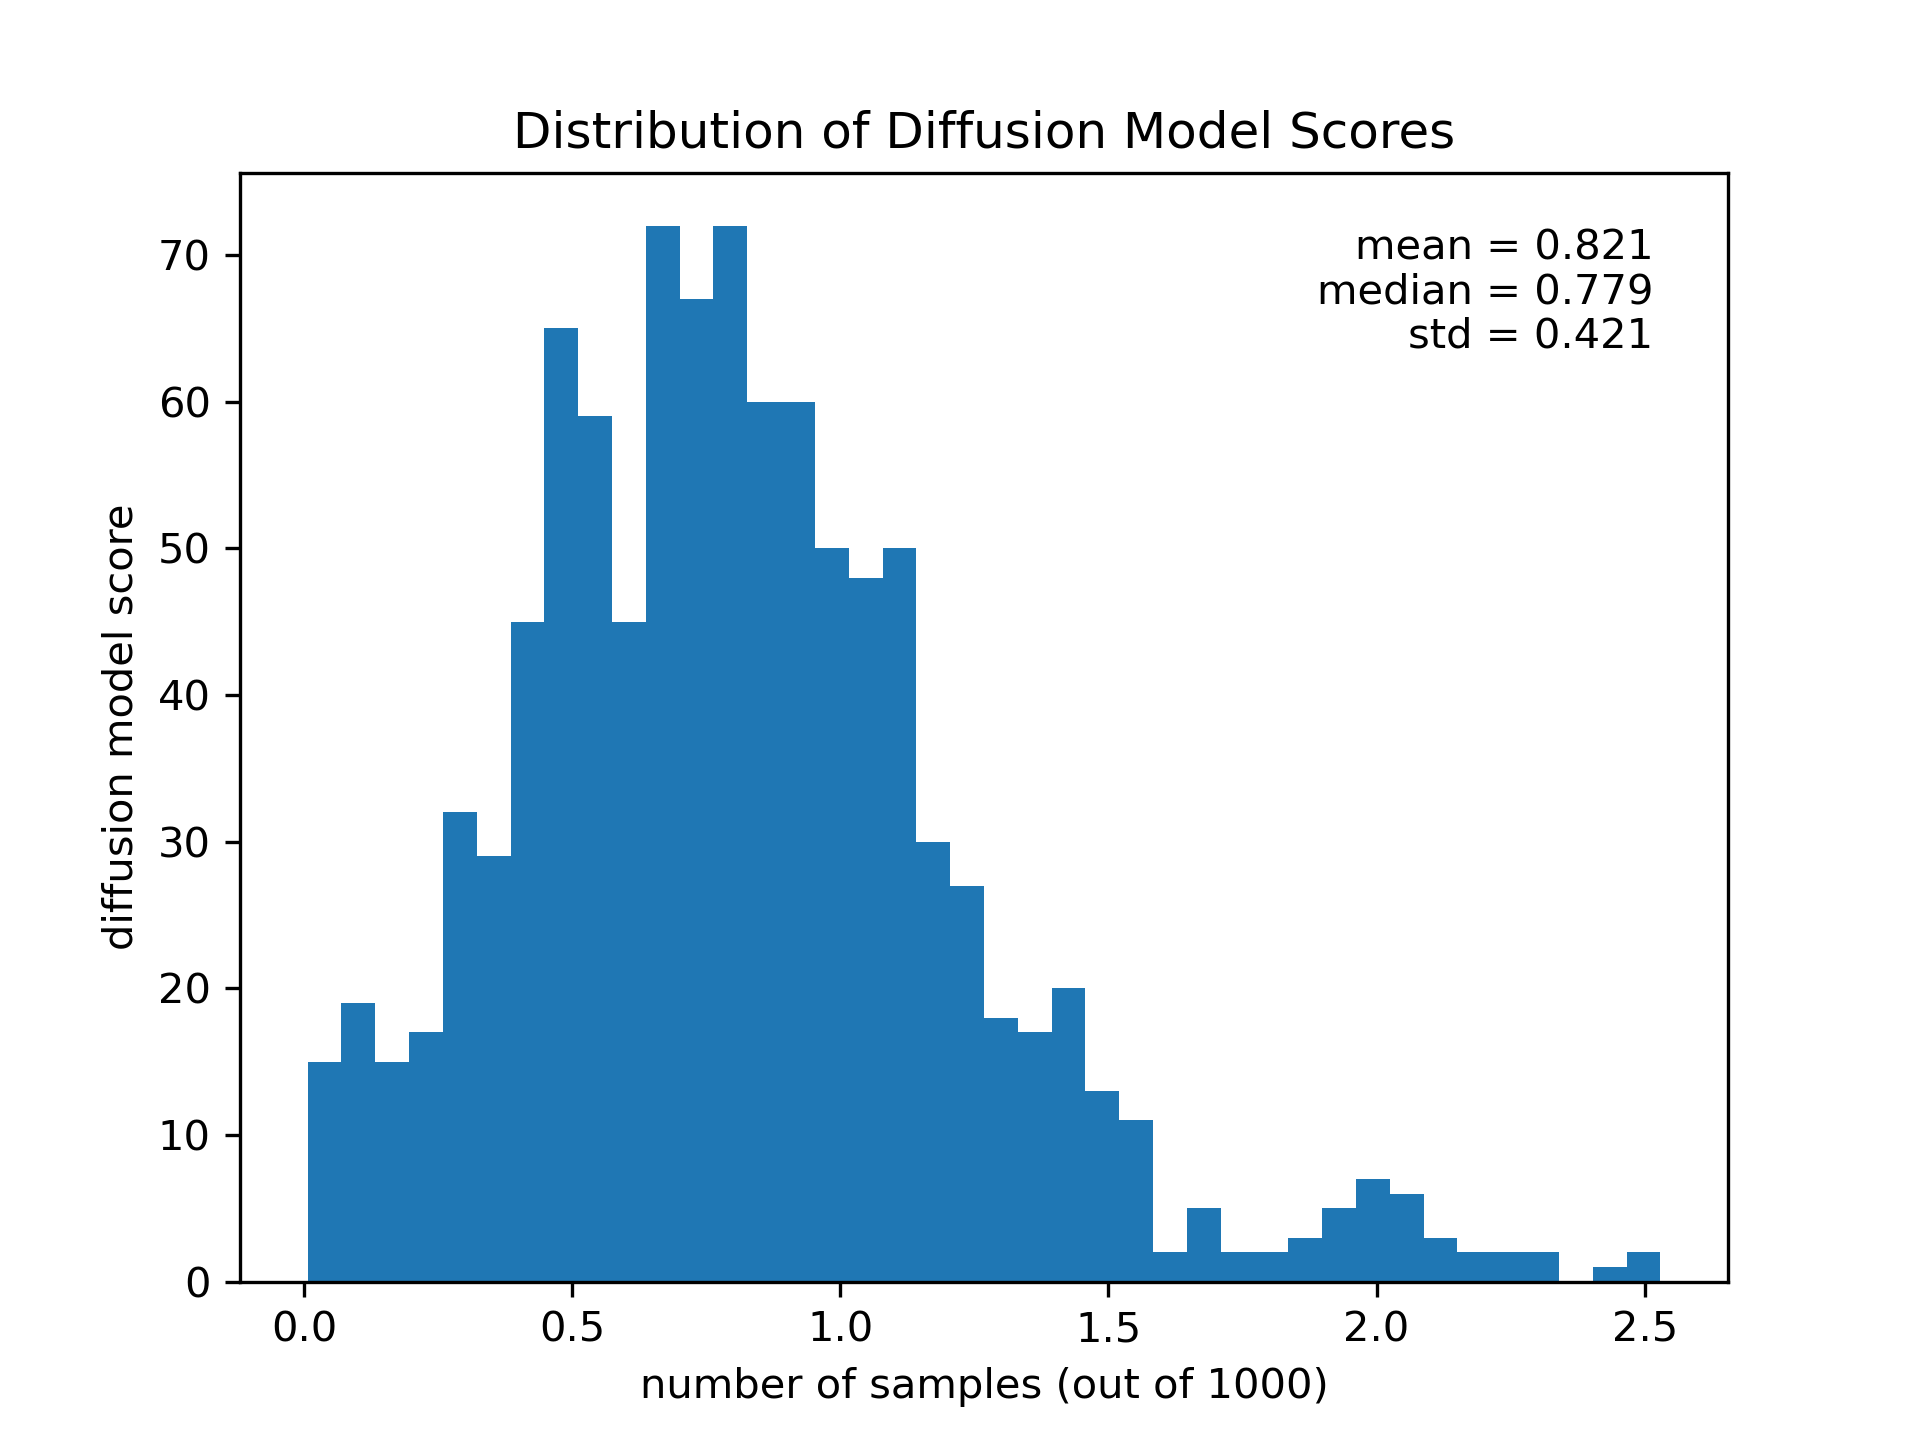 Distribution of Diffusion Model Scores
mean = 0.821
median = 0.779
std = 0.421
diffusion model score
70
60
50
40
30
20
10
0
0.0 0.5 1.0 1.5 2.0 2.5
number of samples (out of 1000)